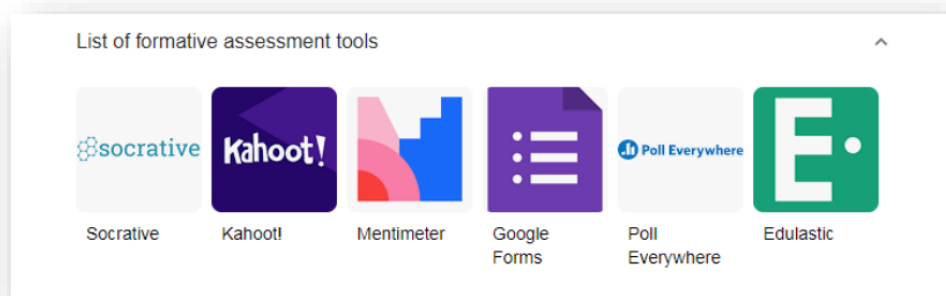 List of formative assessment tools
socrative
Kahoot!
Poll Everywhere
E
Socrative
Kahoot!
Mentimeter
Google
Forms
Poll
Everywhere
Edulastic